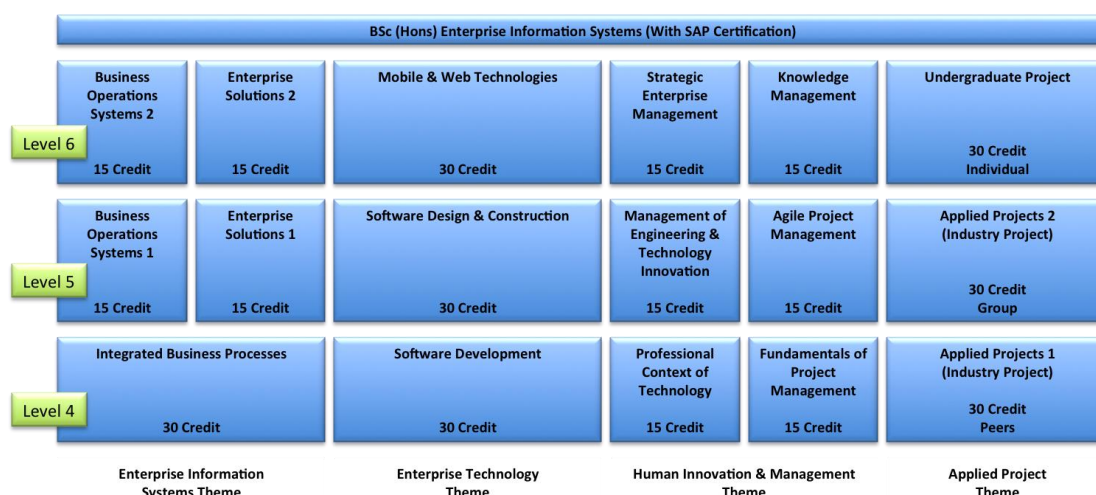 BSc (Hons) Enterprise Information Systems (With SAP Certification)
Level 6
Business
Operations
Systems 2
15 Credit
Enterprise
Solutions 2
15 Credit
Mobile & Web Technologies
30 Credit
Strategic
Enterprise
Management
15 Credit
Knowledge
Management
15 Credit
Undergraduate Project
30 Credit
Individual
Level 5
Business
Operations
Systems 1
15 Credit
Enterprise
Solutions 1
15 Credit
Software Design & Construction
30 Credit
Management of
Engineering &
Technology
Innovation
15 Credit
Agile Project
Management
15 Credit
Applied Projects 2
(Industry Project)
30 Credit
Group
Level 4
Integrated Business Processes
30 Credit
Software Development
30 Credit
Professional
Context of
Technology
15 Credit
Fundamentals of
Project
Management
15 Credit
Applied Projects 1
(Industry Project)
30 Credit
Peers
Enterprise Information
Systems Theme
Enterprise Technology
Theme
Human Innovation & Management
Theme
Applied Project
Theme